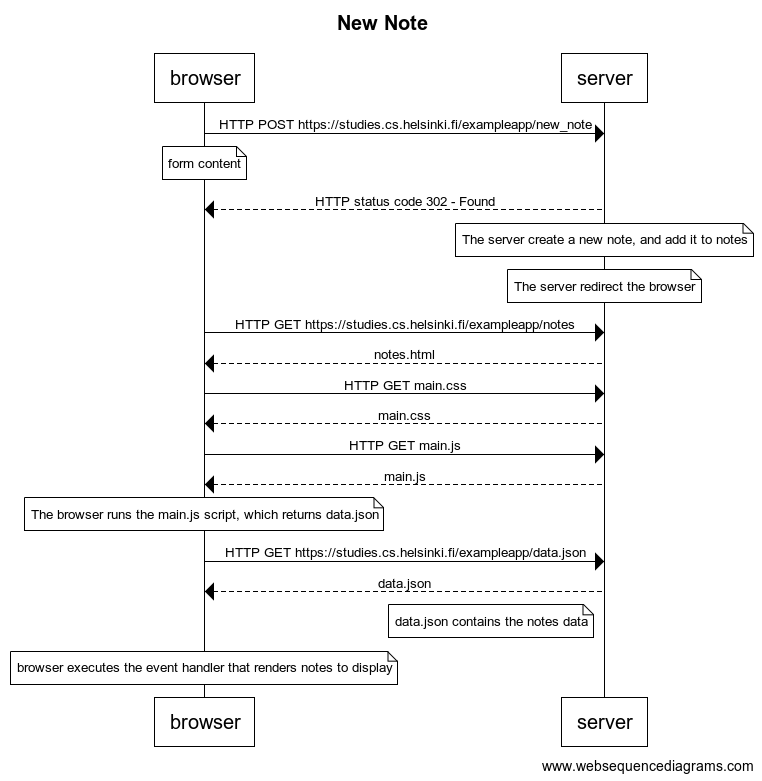 New Note
browser
server
HTTP POST https://studies.cs.helsinki.fi/exampleapp/new_note
form content
HTTP status code 302 - Found
The server create a new note, and add it to notes
The server redirect the browser
HTTP GET https://studies.cs.helsinki.fi/exampleapp/notes
notes.html
HTTP GET main.css
main.css
HTTP GET main.js
main.js
The browser runs the main.js script, which returns data.json
HTTP GET https://studies.cs.helsinki.fi/exampleapp/data.json
data.json
data.json contains the notes data
browser executes the event handler that renders notes to display
browser
server
www.websequencediagrams.com